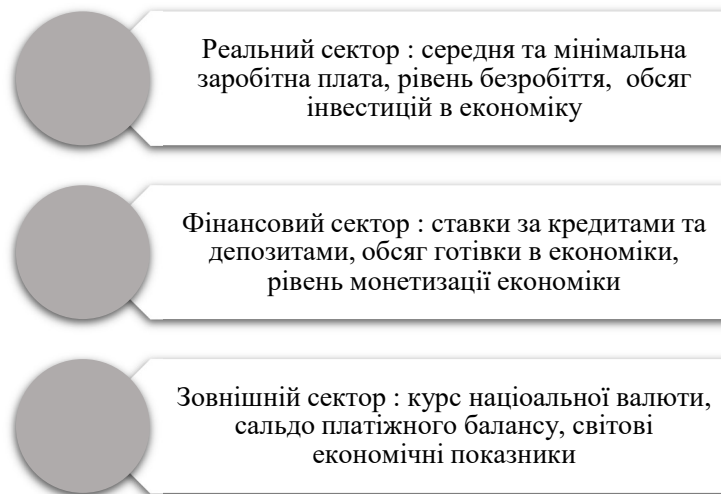 Реальний сектор : середня та мінімальна
заробітна плата, рівень безробіття, обсяг
інвестицій в економіку
Фінансовий сектор : ставки за кредитами та
депозитами, обсяг готівки в економіки,
рівень монетизації економіки
Зовнішній сектор : курс націоальної валюти,
сальдо платіжного балансу, світові
економічні показники